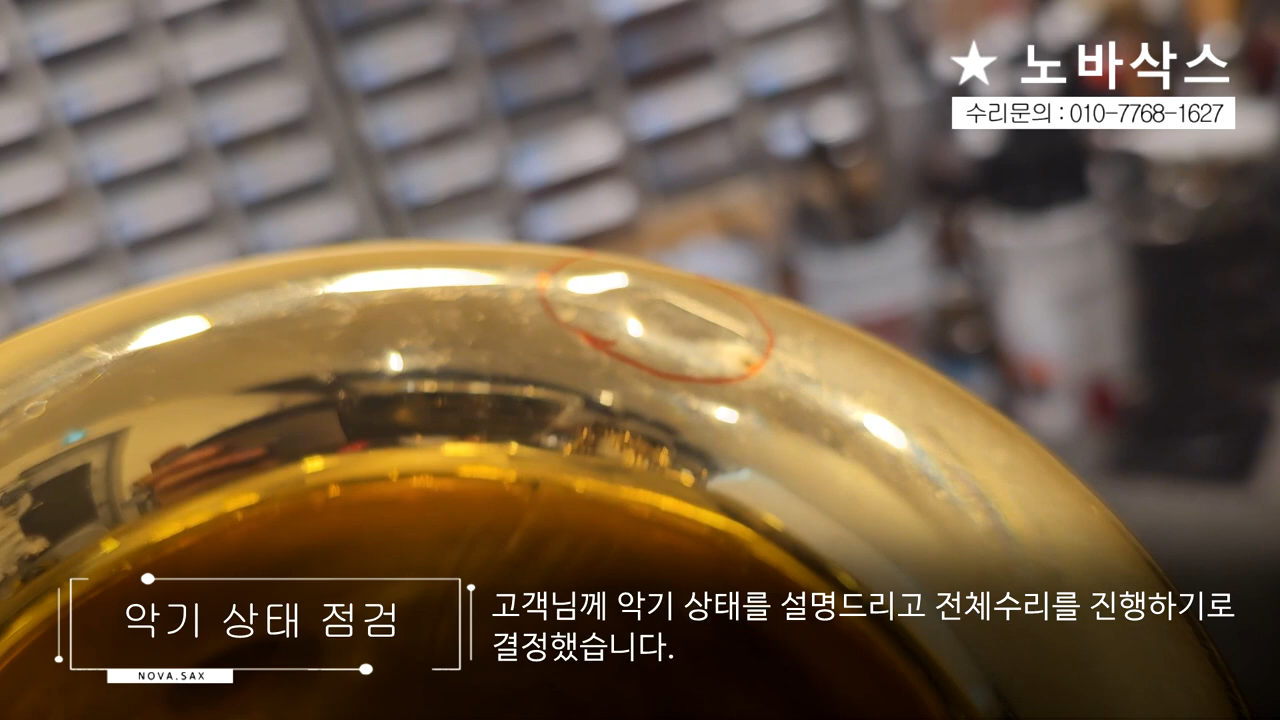 ★ 노바삭스
수리문의 : 010-7768-1627
악기 상태 점검
NOVA.SAX
고객님께 악기 상태를 설명드리고 전체수리를 진행하기로
결정했습니다.